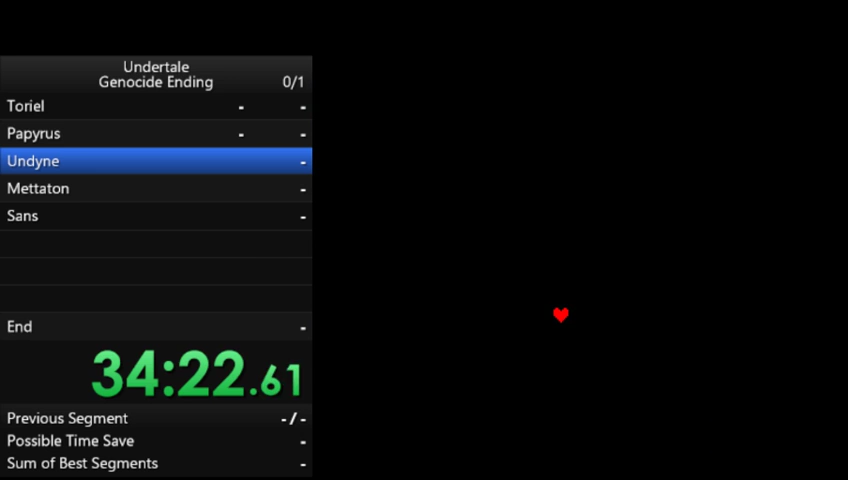 Undertale
Genocide Ending 0/1
Toriel - -
Papyrus - -
Undyne -
Mettaton -
Sans -
End -
34:22.61
Previous Segment -/-
Possible Time Save -
Sum of Best Segments -